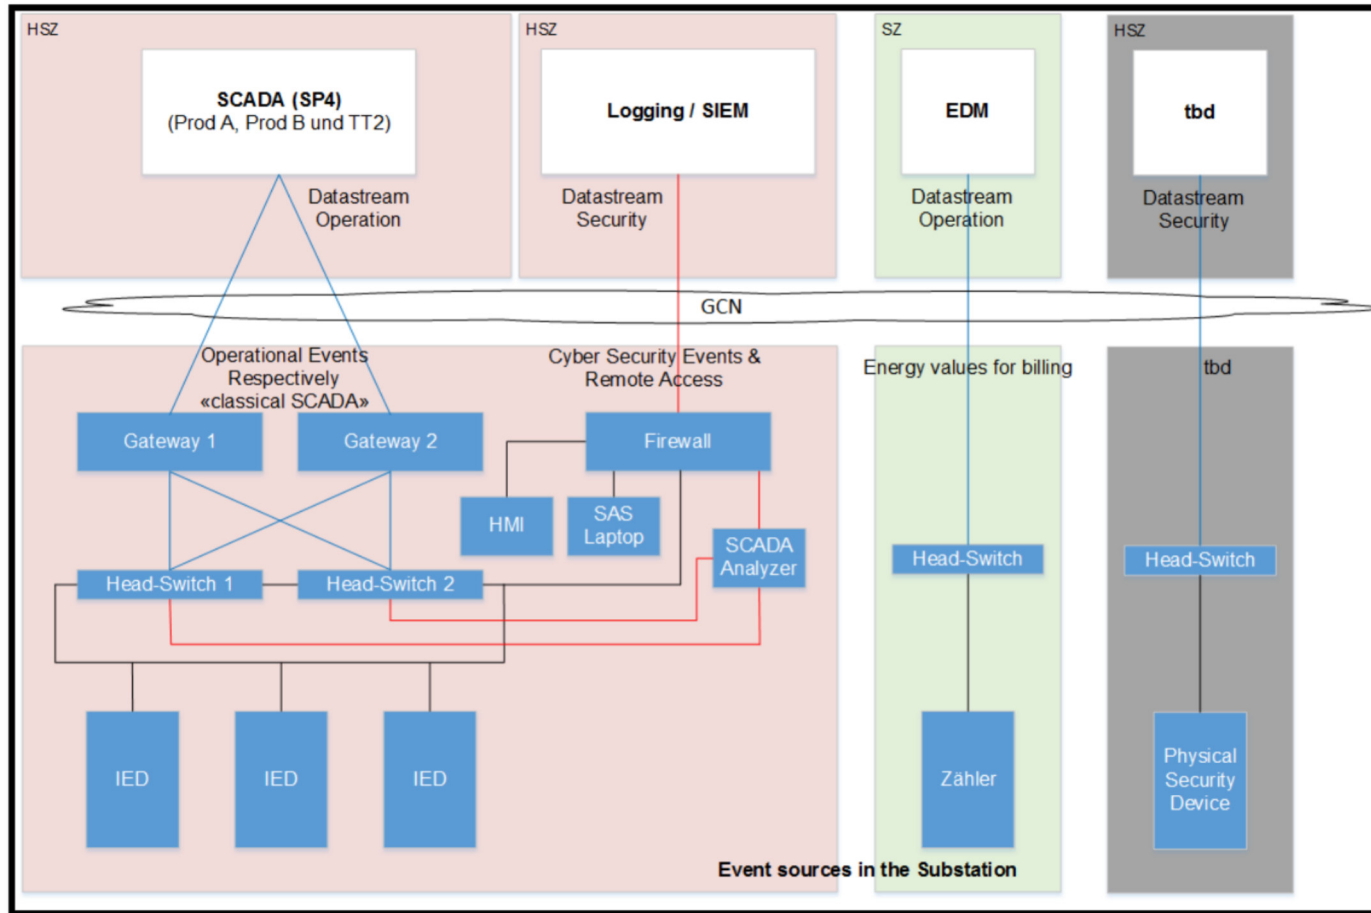 HSZ
HSZ
SZ
HSZ
SCADA (SP4)
(Prod A, Prod B und TT2)
Logging / SIEM
EDM
tbd
Datastream
Operation
Datastream
Security
Datastream
Operation
Datastream
Security
GCN
Operational Events
Respectively
«classical SCADA»
Cyber Security Events &
Remote Access
Energy values for billing
tbd
Gateway 1
Gateway 2
Firewall
HMI
SAS
Laptop
SCADA
Analyzer
Head-Switch 1
Head-Switch 2
Head-Switch
Head-Switch
IED
IED
IED
Zähler
Physical
Security
Device
Event sources in the Substation